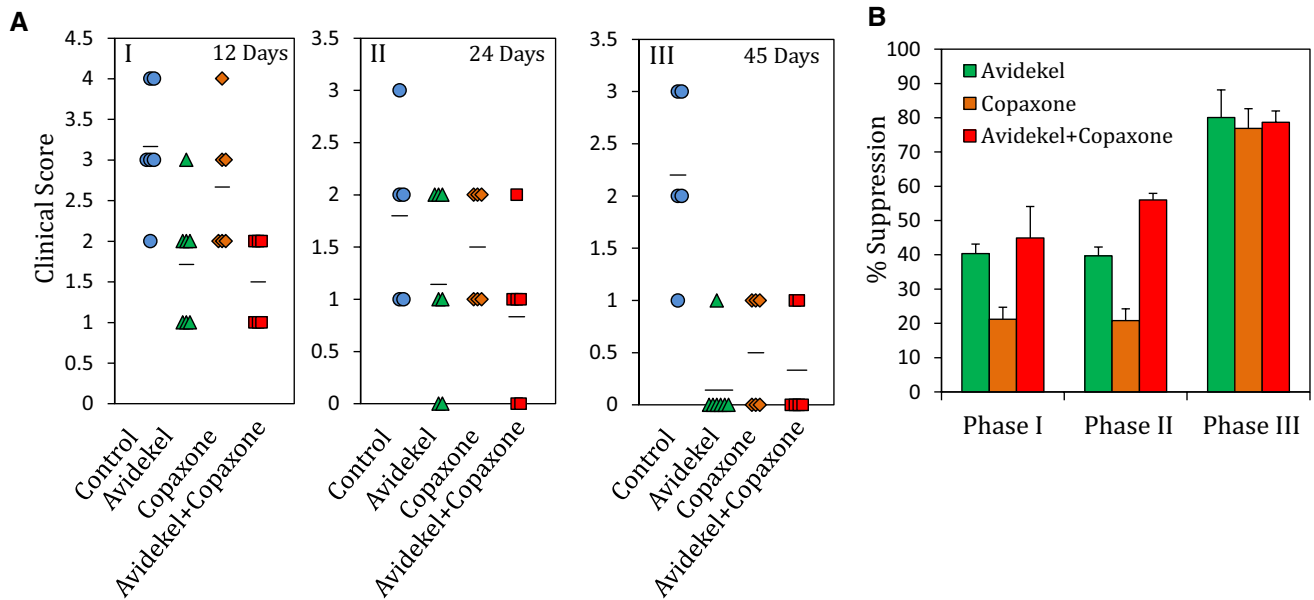 A
Clinical Score
I
12 Days
4.5
4
3.5
3
2.5
2
1.5
1
0.5
0
Control
Avidekel
Copaxone
Avidekel+Copaxone
II
24 Days
3.5
3
2.5
2
1.5
1
0.5
0
Control
Avidekel
Copaxone
Avidekel+Copaxone
III
45 Days
3.5
3
2.5
2
1.5
1
0.5
0
Control
Avidekel
Copaxone
Avidekel+Copaxone
B
% Suppression
100
90
80
70
60
50
40
30
20
10
0
Avidekel
Copaxone
Avidekel+Copaxone
Phase I
Phase II
Phase III